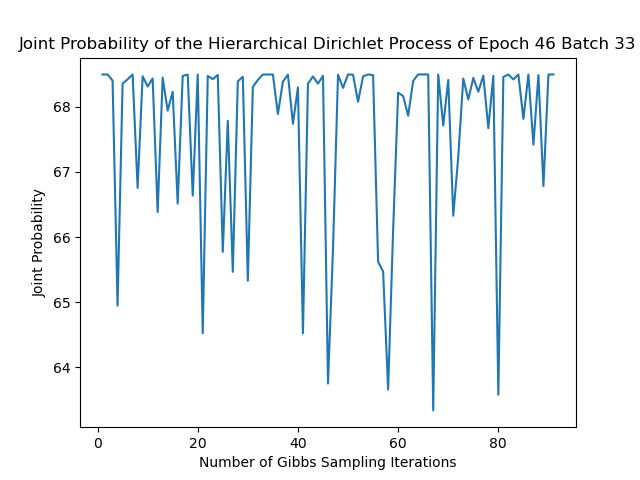 Joint Probability of the Hierarchical Dirichlet Process of Epoch 46 Batch 33
Joint Probability
68
67
66
65
64
0 20 40 60 80
Number of Gibbs Sampling Iterations